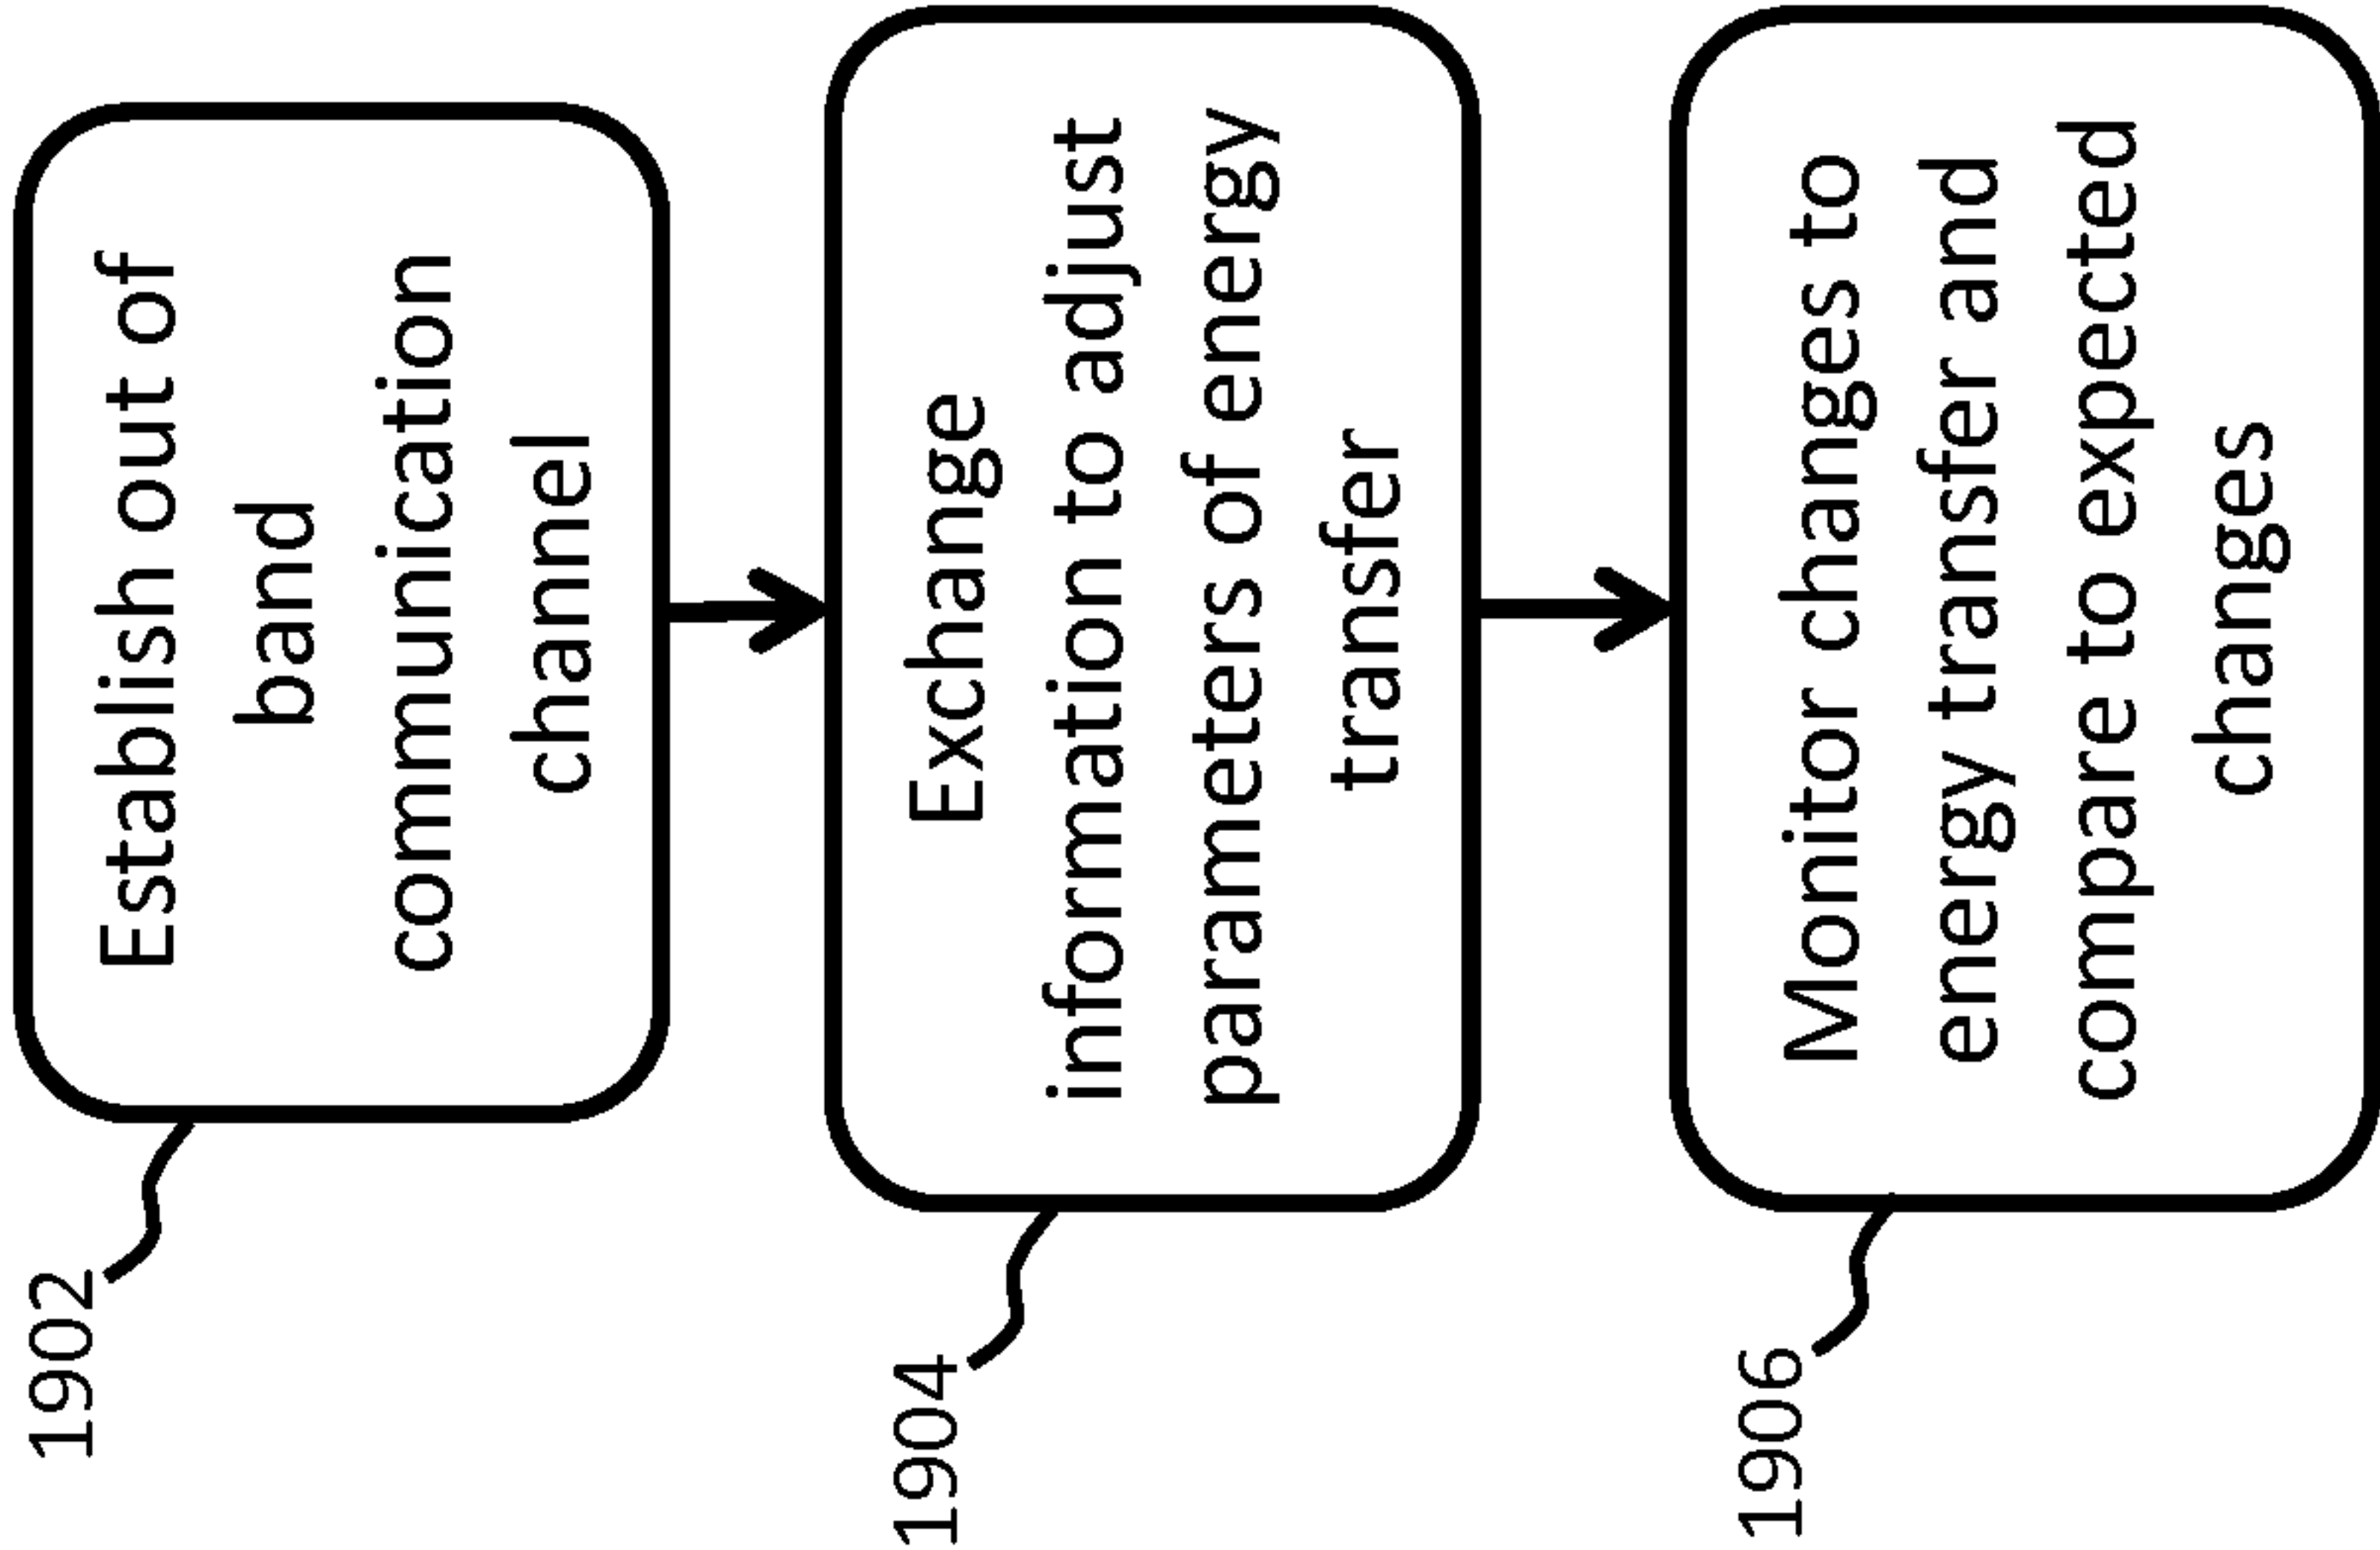 1902
Establish out of
band
communication
channel
1904
Exchange
information to adjust
parameters of energy
transfer
1906
Monitor changes to
energy transfer and
compare to expected
changes